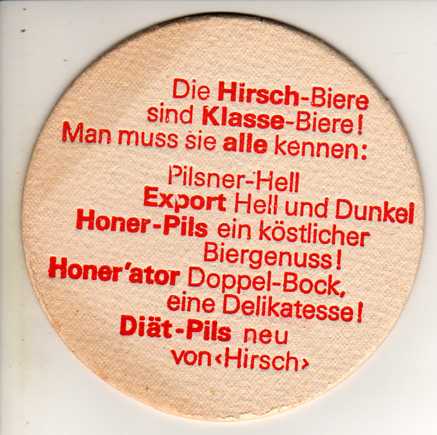 Die Hirsch-Biere
sind Klasse-Biere!
Man muss sie alle kennen:
Pilsner-Hell
Export Hell und Dunkel
Honer-Pils ein köstlicher
Biergenuss!
Honer'ator Doppel-Bock,
eine Delikatesse!
Diät-Pils neu
von ‹Hirsch›